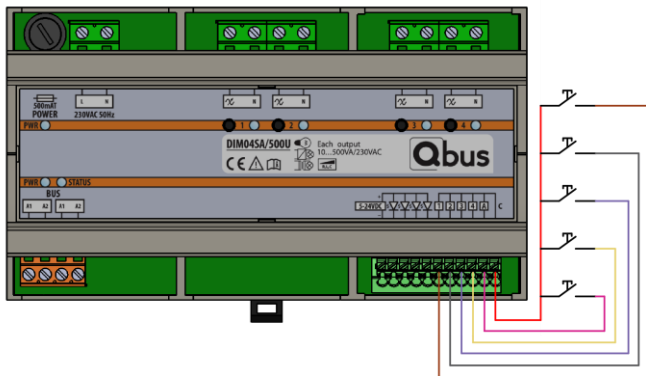 500mAT
POWER
L N
230VAC 50Hz
N
N
N
N
PWR
1
2
3
4
DIM04SA/500U
Each output
10...500VA/230VAC
Qbus
PWR
STATUS
BUS
A1 A2 A1 A2
+
5-24VDC
-
1 2 3 4 A C